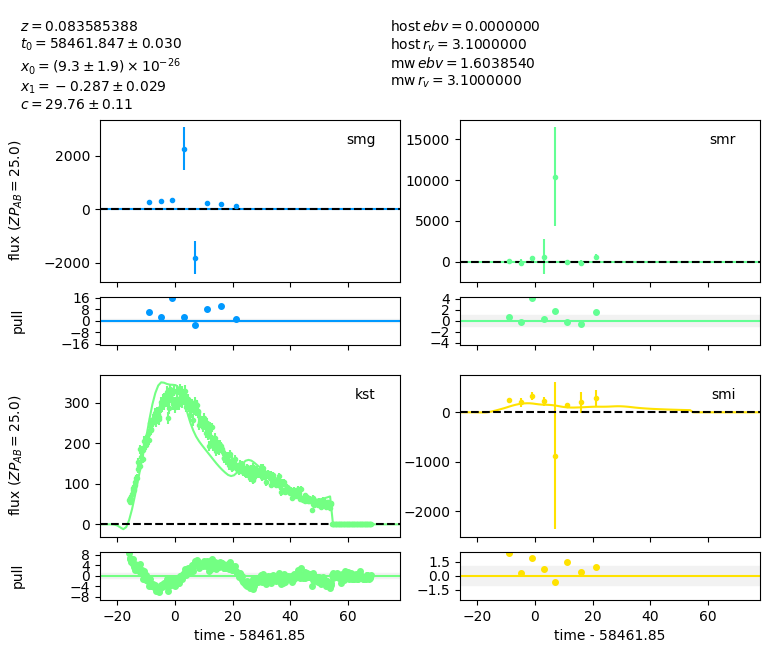 z = 0.083585388
t₀ = 58461.847 ± 0.030
x₀ = (9.3 ± 1.9) × 10⁻²⁶
x₁ = −0.287 ± 0.029
c = 29.76 ± 0.11
host ebv = 0.0000000
host r_v = 3.1000000
mw ebv = 1.6038540
mw r_v = 3.1000000
smg
flux (ZP_AB = 25.0)
2000
0
−2000
smr
15000
10000
5000
0
pull
16
8
0
−8
−16
4
2
0
−2
−4
kst
flux (ZP_AB = 25.0)
300
200
100
0
smi
0
−1000
−2000
pull
8
4
0
−4
−8
1.5
0.0
−1.5
−20 0 20 40 60
time - 58461.85
−20 0 20 40 60
time - 58461.85